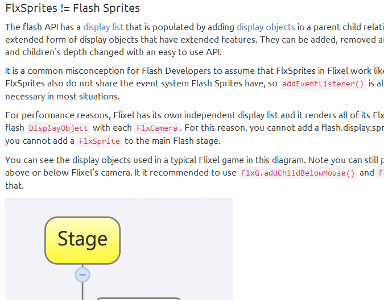 FlxSprites != Flash Sprites
The flash API has a display list that is populated by adding display objects in a parent child relati
extended form of display objects that have extended features. They can be added, removed ar
and children's depth changed with an easy to use API.
It is a common misconception for Flash Developers to assume that FlxSprites in Flixel work like
FlxSprites also do not share the event system Flash Sprites have, so addEventListener() is al
necessary in most situations.
For performance reasons, Flixel has its own independent display list and it renders all of its Flx
flash DisplayObject with each FlxCamera. For this reason, you cannot add a flash.display.spr
you cannot add a FlxSprite to the main Flash stage.
You can see the display objects used in a typical Flixel game in this diagram. Note you can still p
above or below Flixel's camera. It it recommended to use FlxG.addChildBelowMouse() and F
that.
Stage